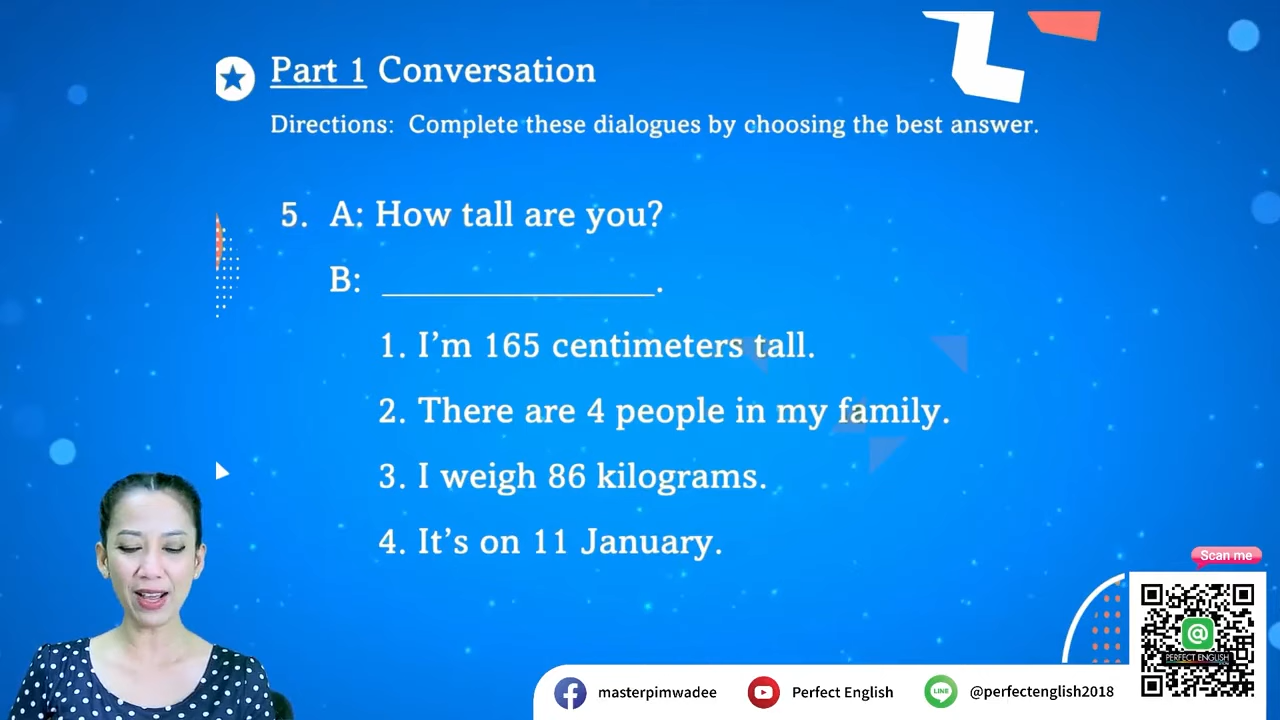 Part 1 Conversation
Directions: Complete these dialogues by choosing the best answer.
5. A: How tall are you?
B: ________________.
1. I’m 165 centimeters tall.
2. There are 4 people in my family.
3. I weigh 86 kilograms.
4. It’s on 11 January.
Scan me
@
PERFECT ENGLISH
masterpimwadee
Perfect English
LINE
@perfectenglish2018